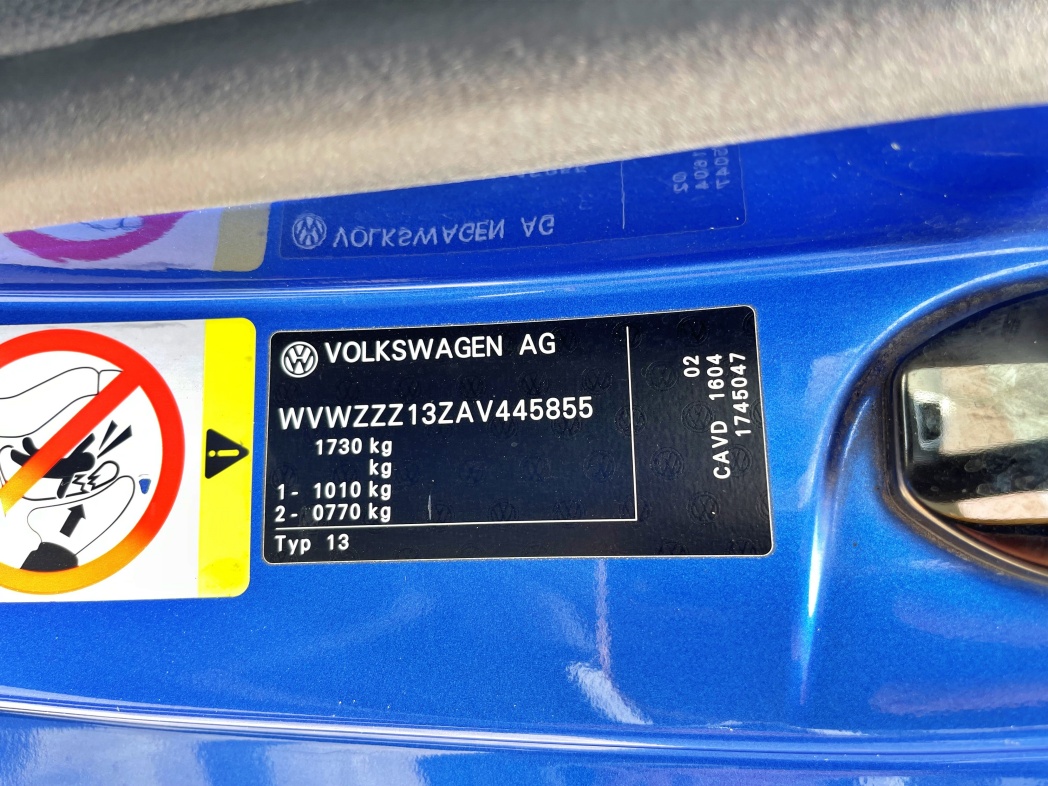 VOLKSWAGEN AG
VOLKSWAGEN AG
WVWZZZ13ZAV445855
1730 kg
kg
1- 1010 kg
2- 0770 kg
Typ 13
02
CAVD 1604
1745047